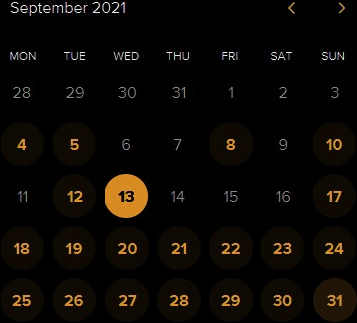 September 2021
MON TUE WED THU FRI SAT SUN
28 29 30 31 1 2 3
4 5 6 7 8 9 10
11 12 13 14 15 16 17
18 19 20 21 22 23 24
25 26 27 28 29 30 31